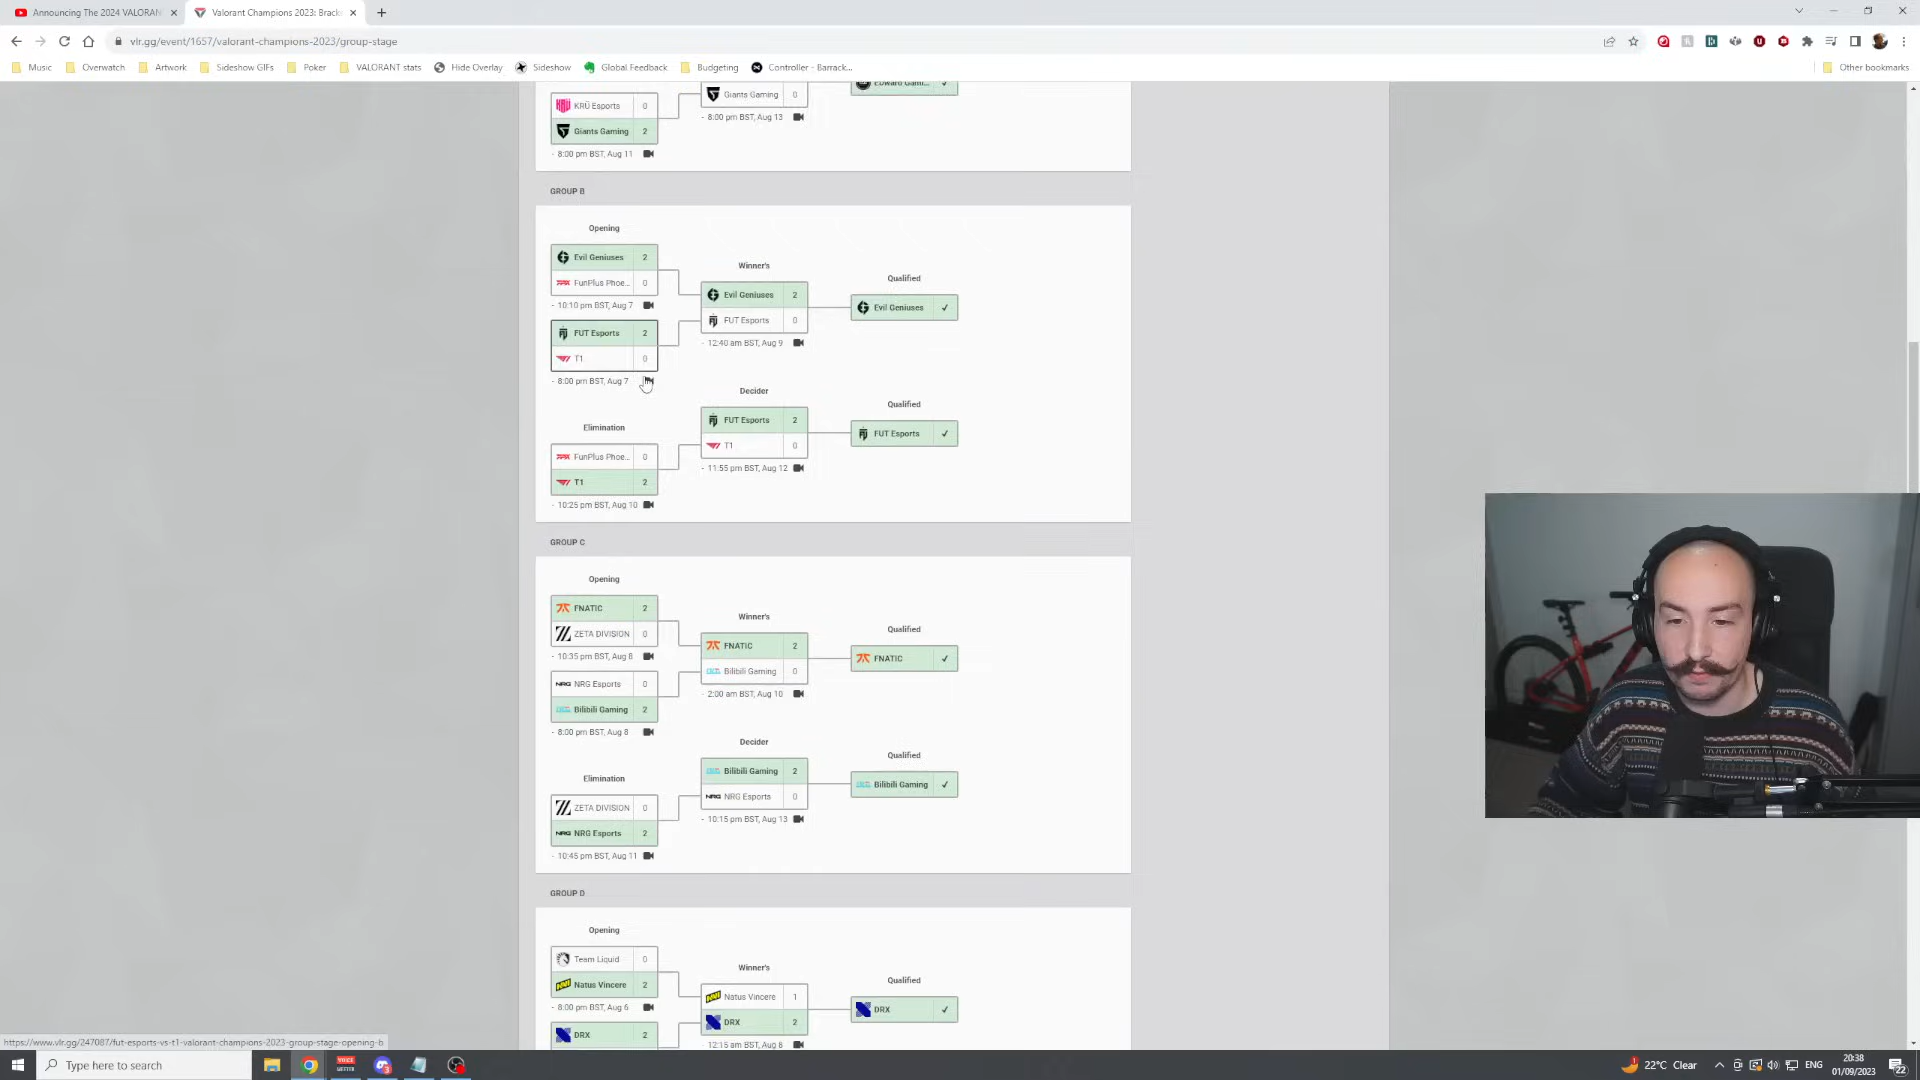 Announcing The 2024 VALORAN
Valorant Champions 2023: Brack
vlr.gg/event/1657/valorant-champions-2023/group-stage
Music
Overwatch
Artwork
Sideshow GIFs
Poker
VALORANT stats
Hide Overlay
Sideshow
Global Feedback
Budgeting
Controller - Barrack...
Other bookmarks
KRÜ Esports 0
Giants Gaming 2
- 8:00 pm BST, Aug 11
Giants Gaming 0
- 8:00 pm BST, Aug 13
Edward Gami...
GROUP B
Opening
Evil Geniuses 2
FunPlus Phoe... 0
- 10:10 pm BST, Aug 7
FUT Esports 2
T1 0
- 8:00 pm BST, Aug 7
Winner's
Evil Geniuses 2
FUT Esports 0
- 12:40 am BST, Aug 9
Qualified
Evil Geniuses ✓
Elimination
FunPlus Phoe... 0
T1 2
- 10:25 pm BST, Aug 10
Decider
FUT Esports 2
T1 0
- 11:55 pm BST, Aug 12
Qualified
FUT Esports ✓
GROUP C
Opening
FNATIC 2
ZETA DIVISION 0
- 10:35 pm BST, Aug 8
NRG Esports 0
Bilibili Gaming 2
- 8:00 pm BST, Aug 8
Winner's
FNATIC 2
Bilibili Gaming 0
- 2:00 am BST, Aug 10
Qualified
FNATIC ✓
Elimination
ZETA DIVISION 0
NRG Esports 2
- 10:45 pm BST, Aug 11
Decider
Bilibili Gaming 2
NRG Esports 0
- 10:15 pm BST, Aug 13
Qualified
Bilibili Gaming ✓
GROUP D
Opening
Team Liquid 0
Natus Vincere 2
- 8:00 pm BST, Aug 6
DRX 2
Winner's
Natus Vincere 1
DRX 2
- 12:15 am BST, Aug 8
Qualified
DRX ✓
https://www.vlr.gg/247087/fut-esports-vs-t1-valorant-champions-2023-group-stage-opening-b
Type here to search
22°C Clear
ENG
20:38
01/09/2023
22